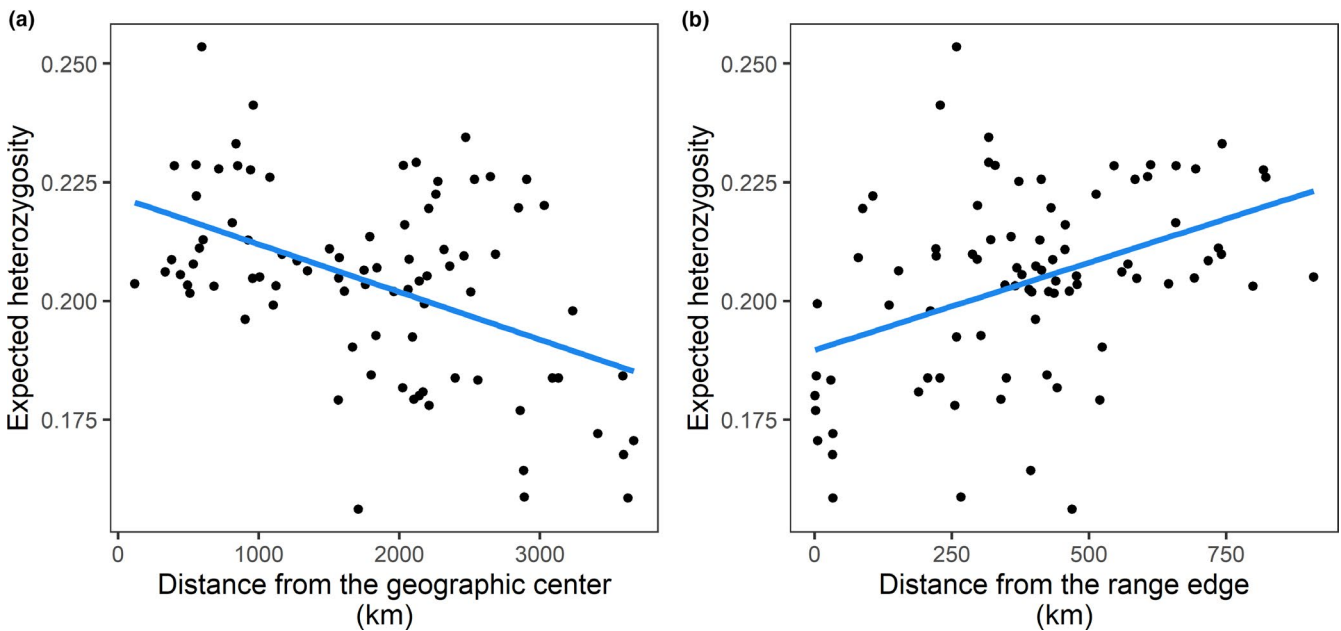 (a)
Expected heterozygosity
0.250
0.225
0.200
0.175
0
1000
2000
3000
Distance from the geographic center
(km)
(b)
Expected heterozygosity
0.250
0.225
0.200
0.175
0
250
500
750
Distance from the range edge
(km)